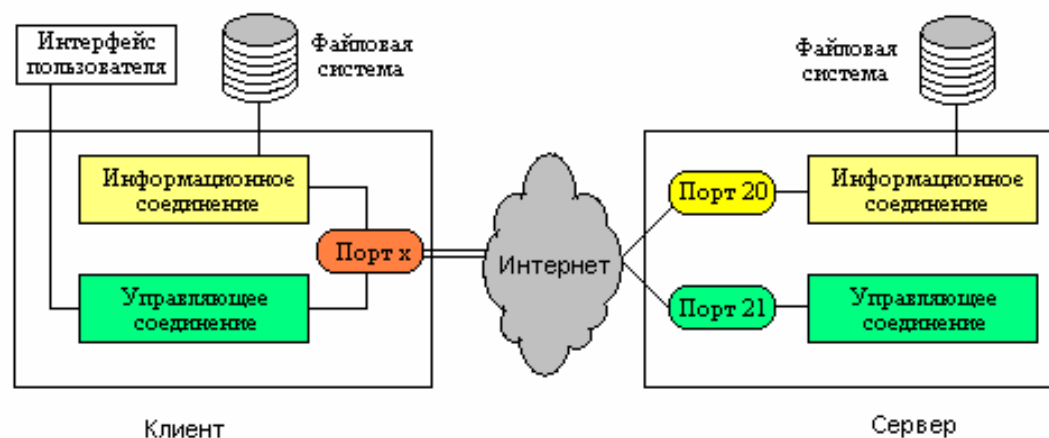 Интерфейс
пользователя
Файловая
система
Файловая
система
Информационное
соединение
Порт x
Управляющее
соединение
Интернет
Порт 20
Информационное
соединение
Порт 21
Управляющее
соединение
Клиент
Сервер